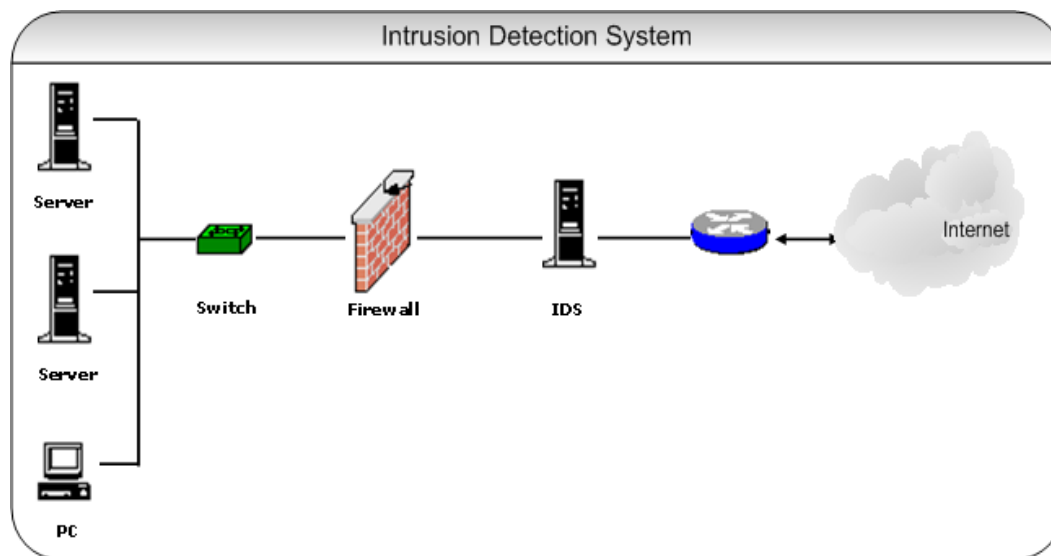 Intrusion Detection System
Server
Server
PC
Switch
Firewall
IDS
Internet